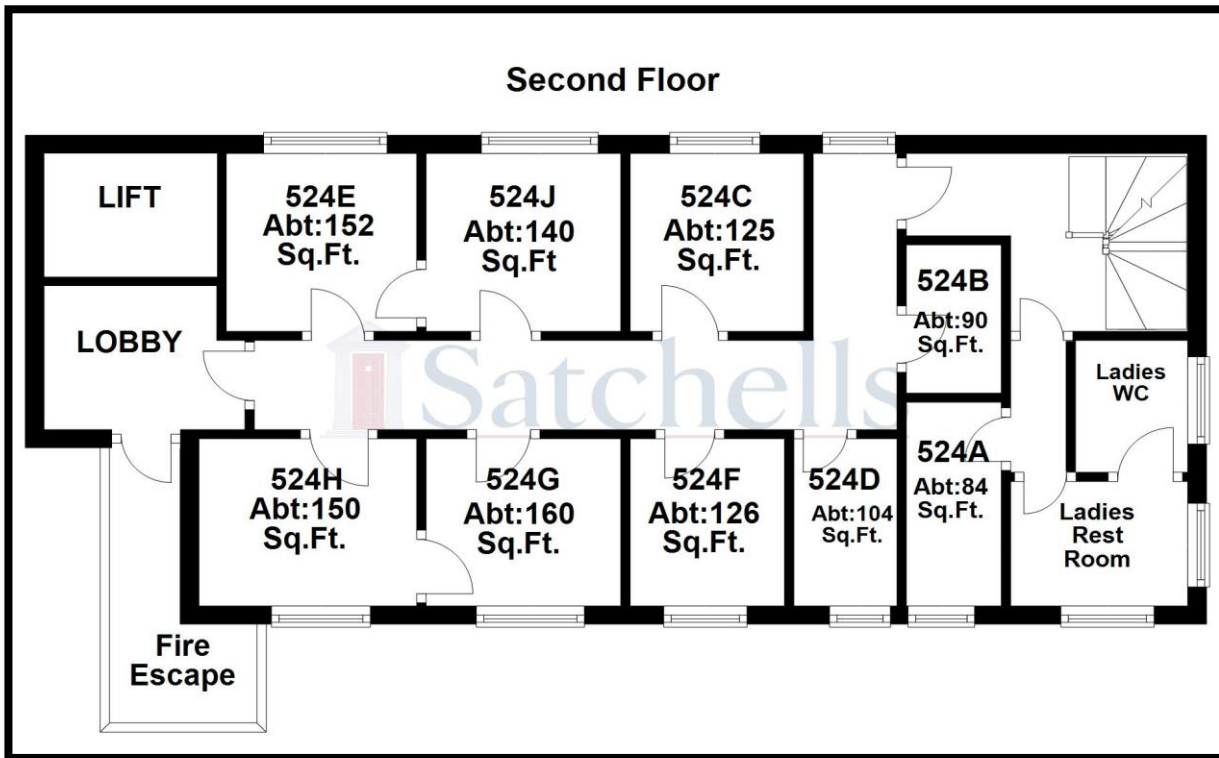 Second Floor
LIFT
524E
Abt:152
Sq.Ft.
524J
Abt:140
Sq.Ft
524C
Abt:125
Sq.Ft.
524B
Abt:90
Sq.Ft.
LOBBY
Satchells
Ladies
WC
524H
Abt:150
Sq.Ft.
524G
Abt:160
Sq.Ft.
524F
Abt:126
Sq.Ft.
524D
Abt:104
Sq.Ft.
524A
Abt:84
Sq.Ft.
Ladies
Rest
Room
Fire
Escape